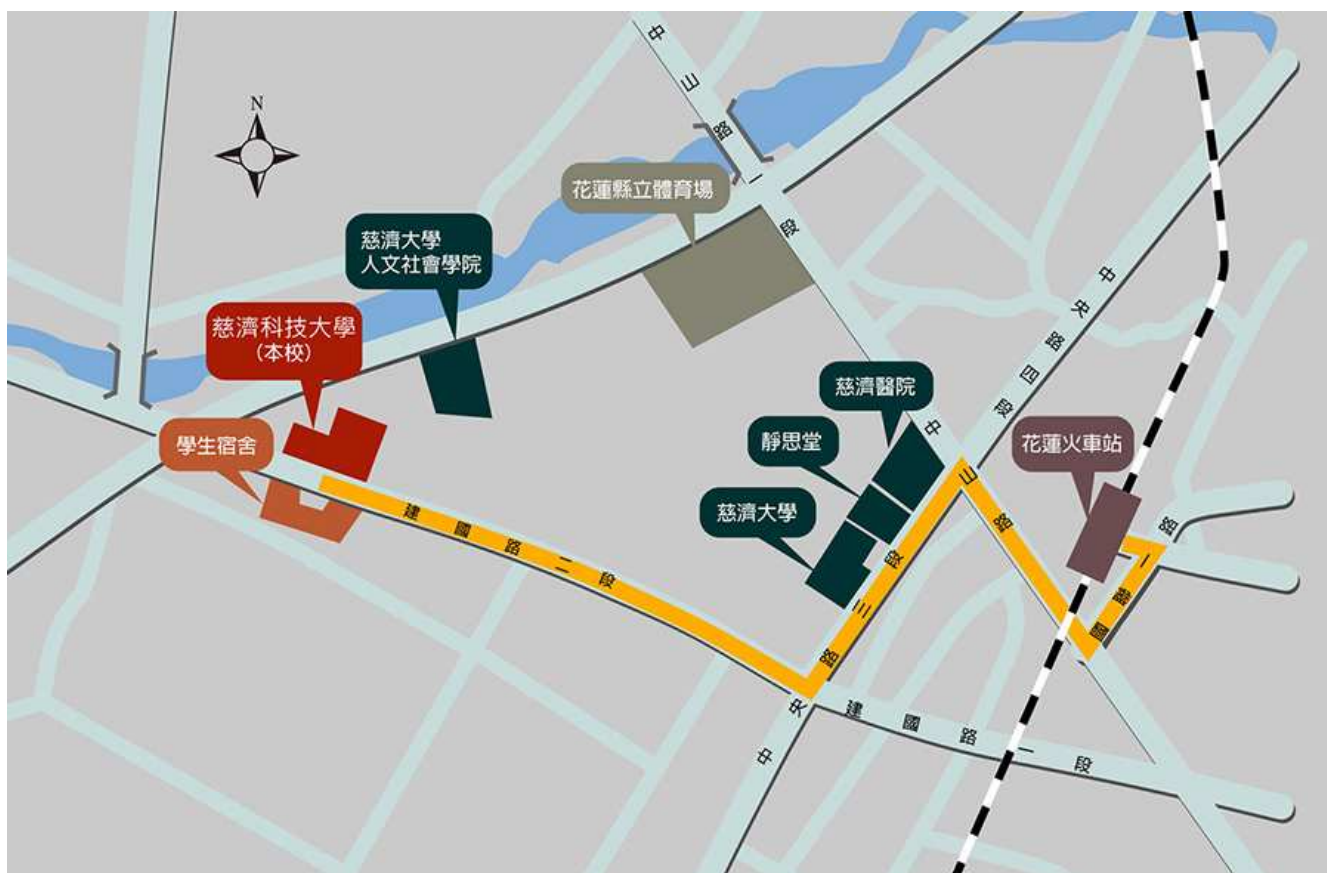 N
中山路一段
花蓮縣立體育場
慈濟大學
人文社會學院
慈濟科技大學
(本校)
學生宿舍
中央路四段
慈濟醫院
靜思堂
慈濟大學
花蓮火車站
中山路
國聯一路
建國路二段
中央路三段
建國路一段